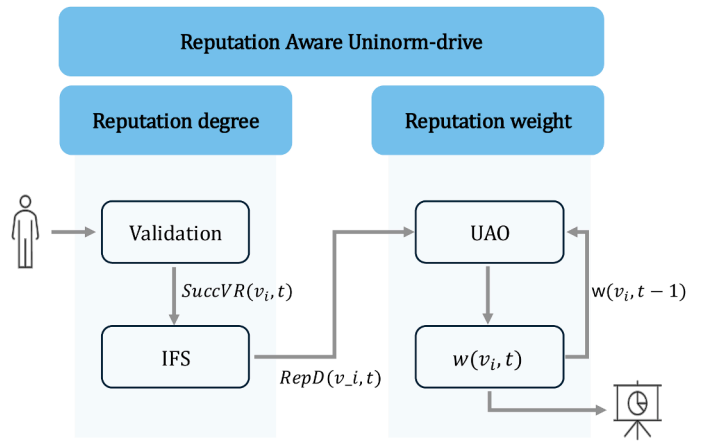 Reputation Aware Uninorm-drive
Reputation degree
Reputation weight
Validation
UAO
SuccVR(v_i, t)
w(v_i, t − 1)
IFS
w(v_i, t)
RepD(v_i, t)